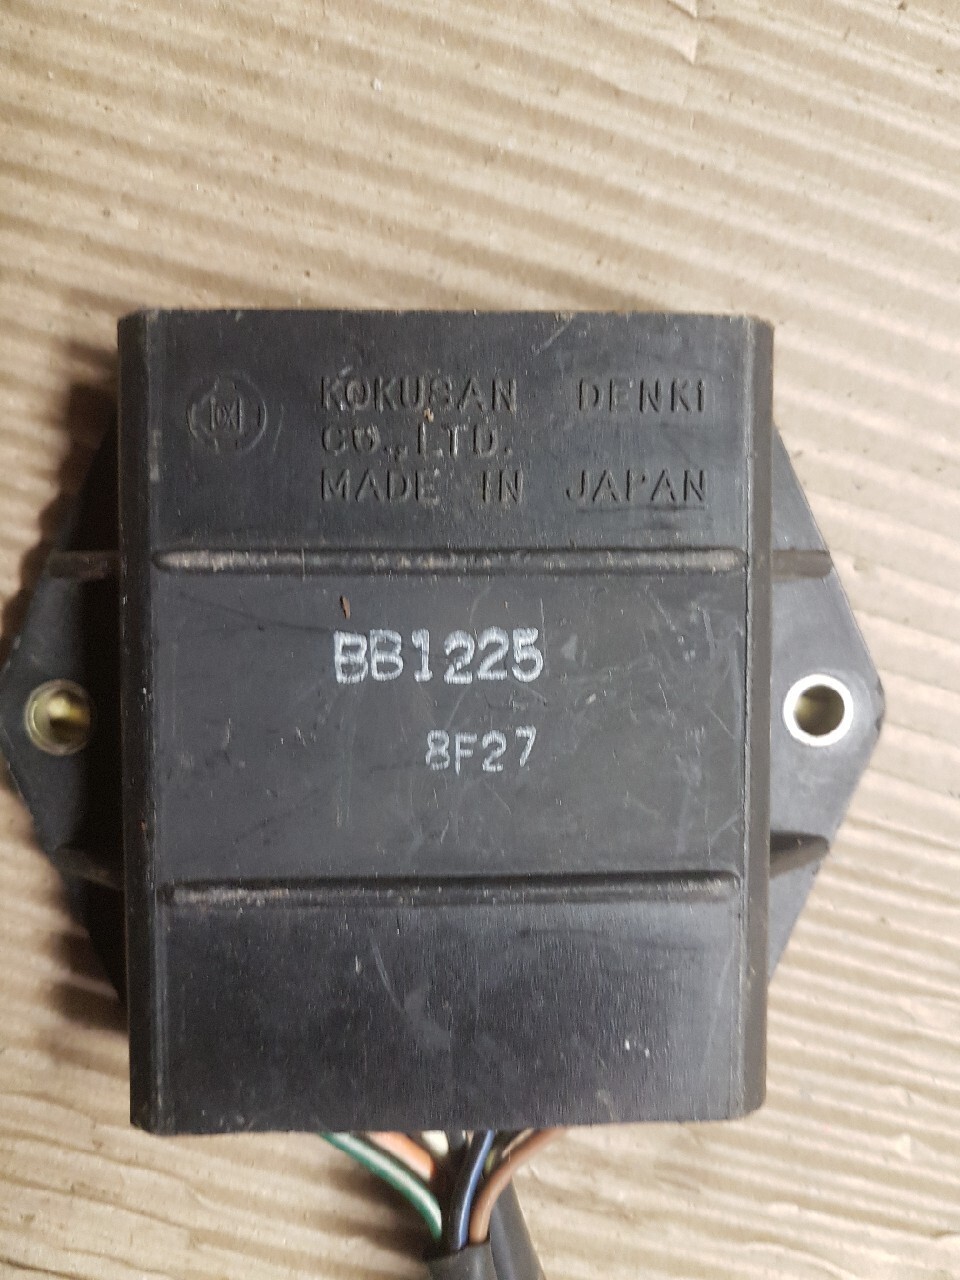 KOKUSAN DENKI
CO.,LTD.
MADE IN JAPAN
BB1225
8F27